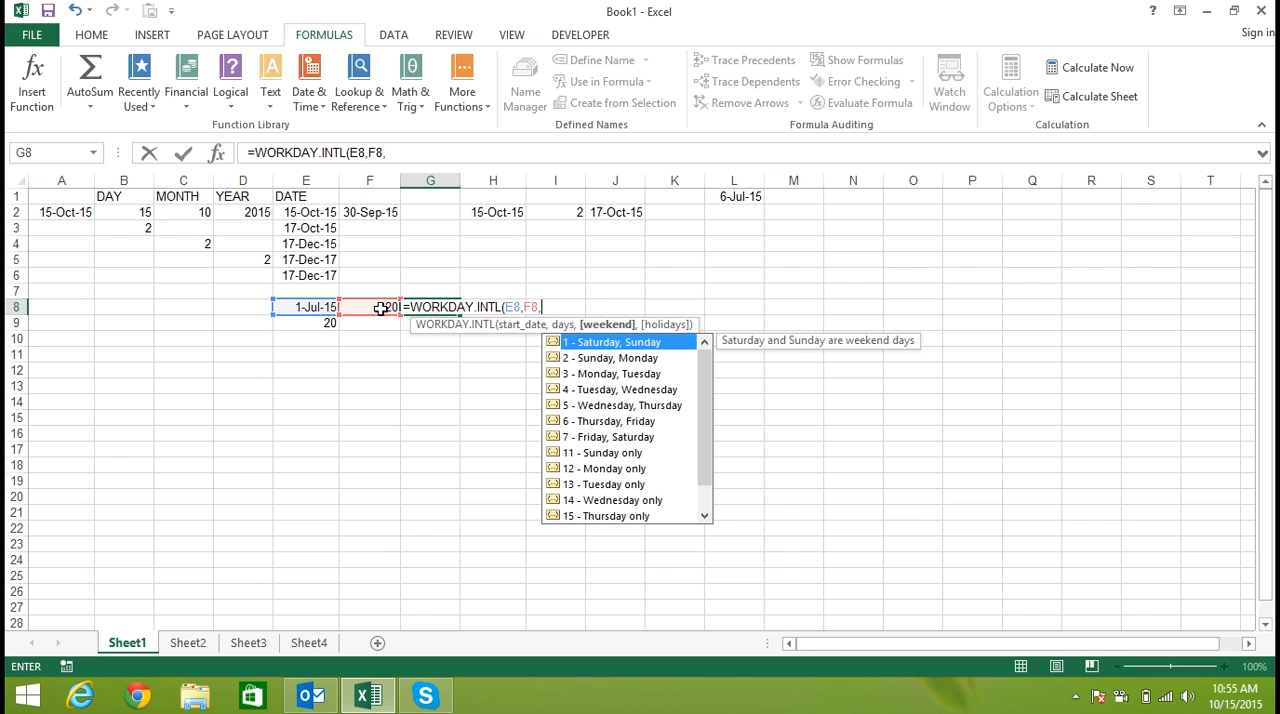 Book1 - Excel
?
FILE HOME INSERT PAGE LAYOUT FORMULAS DATA REVIEW VIEW DEVELOPER Sign in
fx Insert Function
Σ AutoSum
Recently Used
Financial
? Logical
A Text
Date & Time
Lookup & Reference
θ Math & Trig
More Functions
Function Library
Name Manager
Define Name
Use in Formula
Create from Selection
Defined Names
Trace Precedents
Trace Dependents
Remove Arrows
Show Formulas
Error Checking
Evaluate Formula
Formula Auditing
Watch Window
Calculation Options
Calculate Now
Calculate Sheet
Calculation
G8 fx =WORKDAY.INTL(E8,F8,
A B C D E F G H I J K L M N O P Q R S T
1 DAY MONTH YEAR DATE 6-Jul-15
2 15-Oct-15 15 10 2015 15-Oct-15 30-Sep-15 15-Oct-15 2 17-Oct-15
3 2 17-Oct-15
4 2 17-Dec-15
5 2 17-Dec-17
6 17-Dec-17
7
8 1-Jul-15 20 =WORKDAY.INTL(E8,F8,
9 20
WORKDAY.INTL(start_date, days, [weekend], [holidays])
10 1 - Saturday, Sunday Saturday and Sunday are weekend days
11 2 - Sunday, Monday
12 3 - Monday, Tuesday
13 4 - Tuesday, Wednesday
14 5 - Wednesday, Thursday
15 6 - Thursday, Friday
16 7 - Friday, Saturday
17 11 - Sunday only
18 12 - Monday only
19 13 - Tuesday only
20 14 - Wednesday only
21 15 - Thursday only
22
23
24
25
26
27
28
Sheet1 Sheet2 Sheet3 Sheet4
ENTER 100%
10:55 AM
10/15/2015